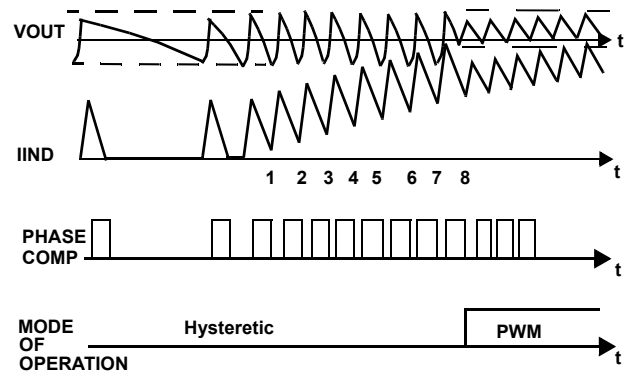 VOUT
t
IIND
t
1 2 3 4 5 6 7 8
PHASE
COMP
t
Hysteretic
PWM
MODE
OF
OPERATION
t